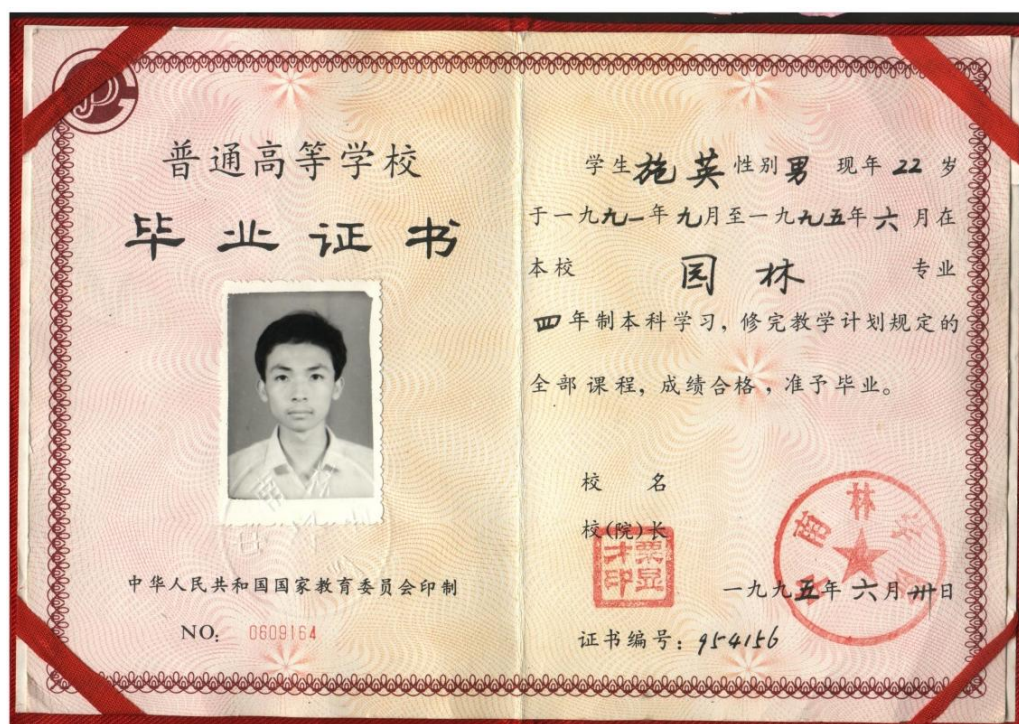 普通高等学校
毕业证书
中华人民共和国国家教育委员会印制
NO: 0609164
学生施英性别男 现年22岁
于一九九一年九月至一九九五年六月在
本校 园林 专业
四年制本科学习，修完教学计划规定的
全部课程，成绩合格，准予毕业。
校 名
校(院)长
粟显才印
一九九五年六月卅日
证书编号：954156